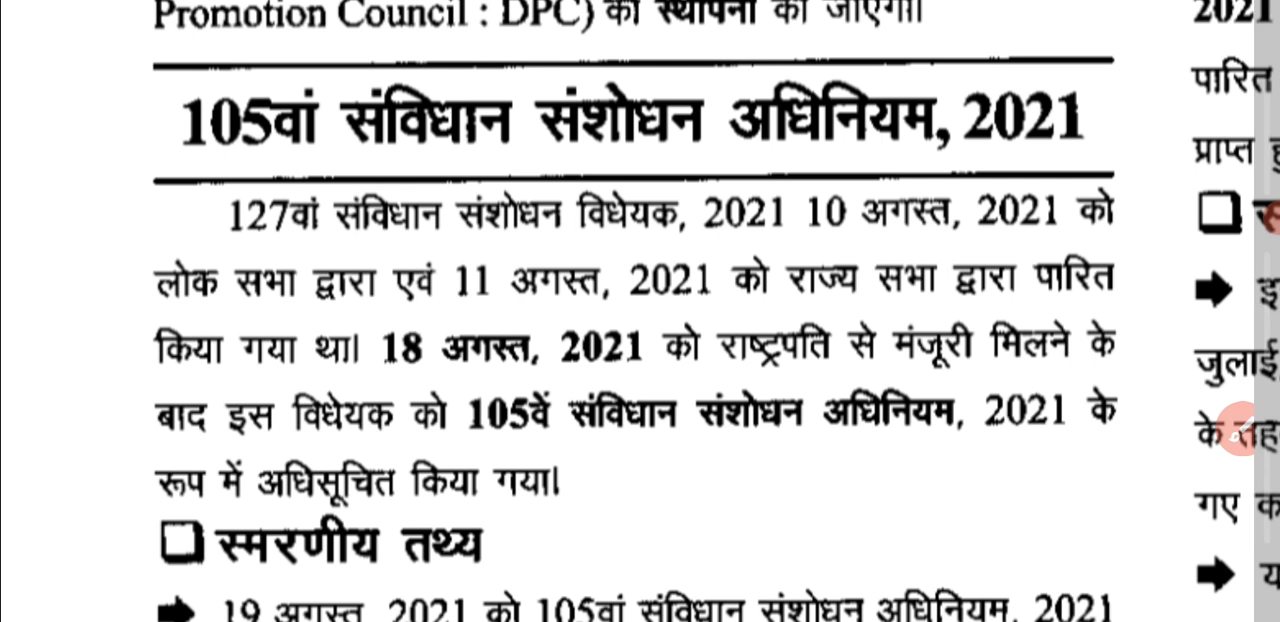 Promotion Council : DPC) की स्थापना की जाएगी।
105वां संविधान संशोधन अधिनियम, 2021
127वां संविधान संशोधन विधेयक, 2021 10 अगस्त, 2021 को
लोक सभा द्वारा एवं 11 अगस्त, 2021 को राज्य सभा द्वारा पारित
किया गया था। 18 अगस्त, 2021 को राष्ट्रपति से मंजूरी मिलने के
बाद इस विधेयक को 105वें संविधान संशोधन अधिनियम, 2021 के
रूप में अधिसूचित किया गया।
❑ स्मरणीय तथ्य
➡ 19 अगस्त, 2021 को 105वां संविधान संशोधन अधिनियम, 2021
2021
पारित
प्राप्त
❑
➡
जुलाई
के तह
गए
➡